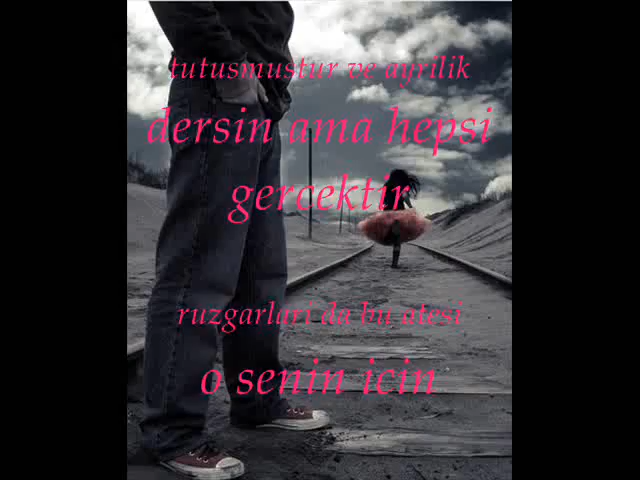 tutusmustur ve ayrilik
dersin ama hepsi
gercektir
ruzgarlari da bu atesi
o senin icin